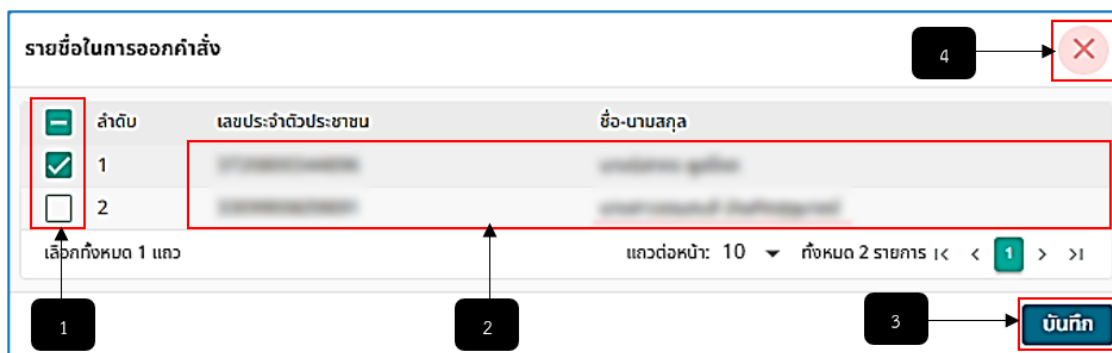 รายชื่อในการออกคำสั่ง
4
ลำดับ เลขประจำตัวประชาชน ชื่อ-นามสกุล
1
2
เลือกทั้งหมด 1 แถว แถวต่อหน้า: 10 ทั้งหมด 2 รายการ 1
1 2 3 บันทึก